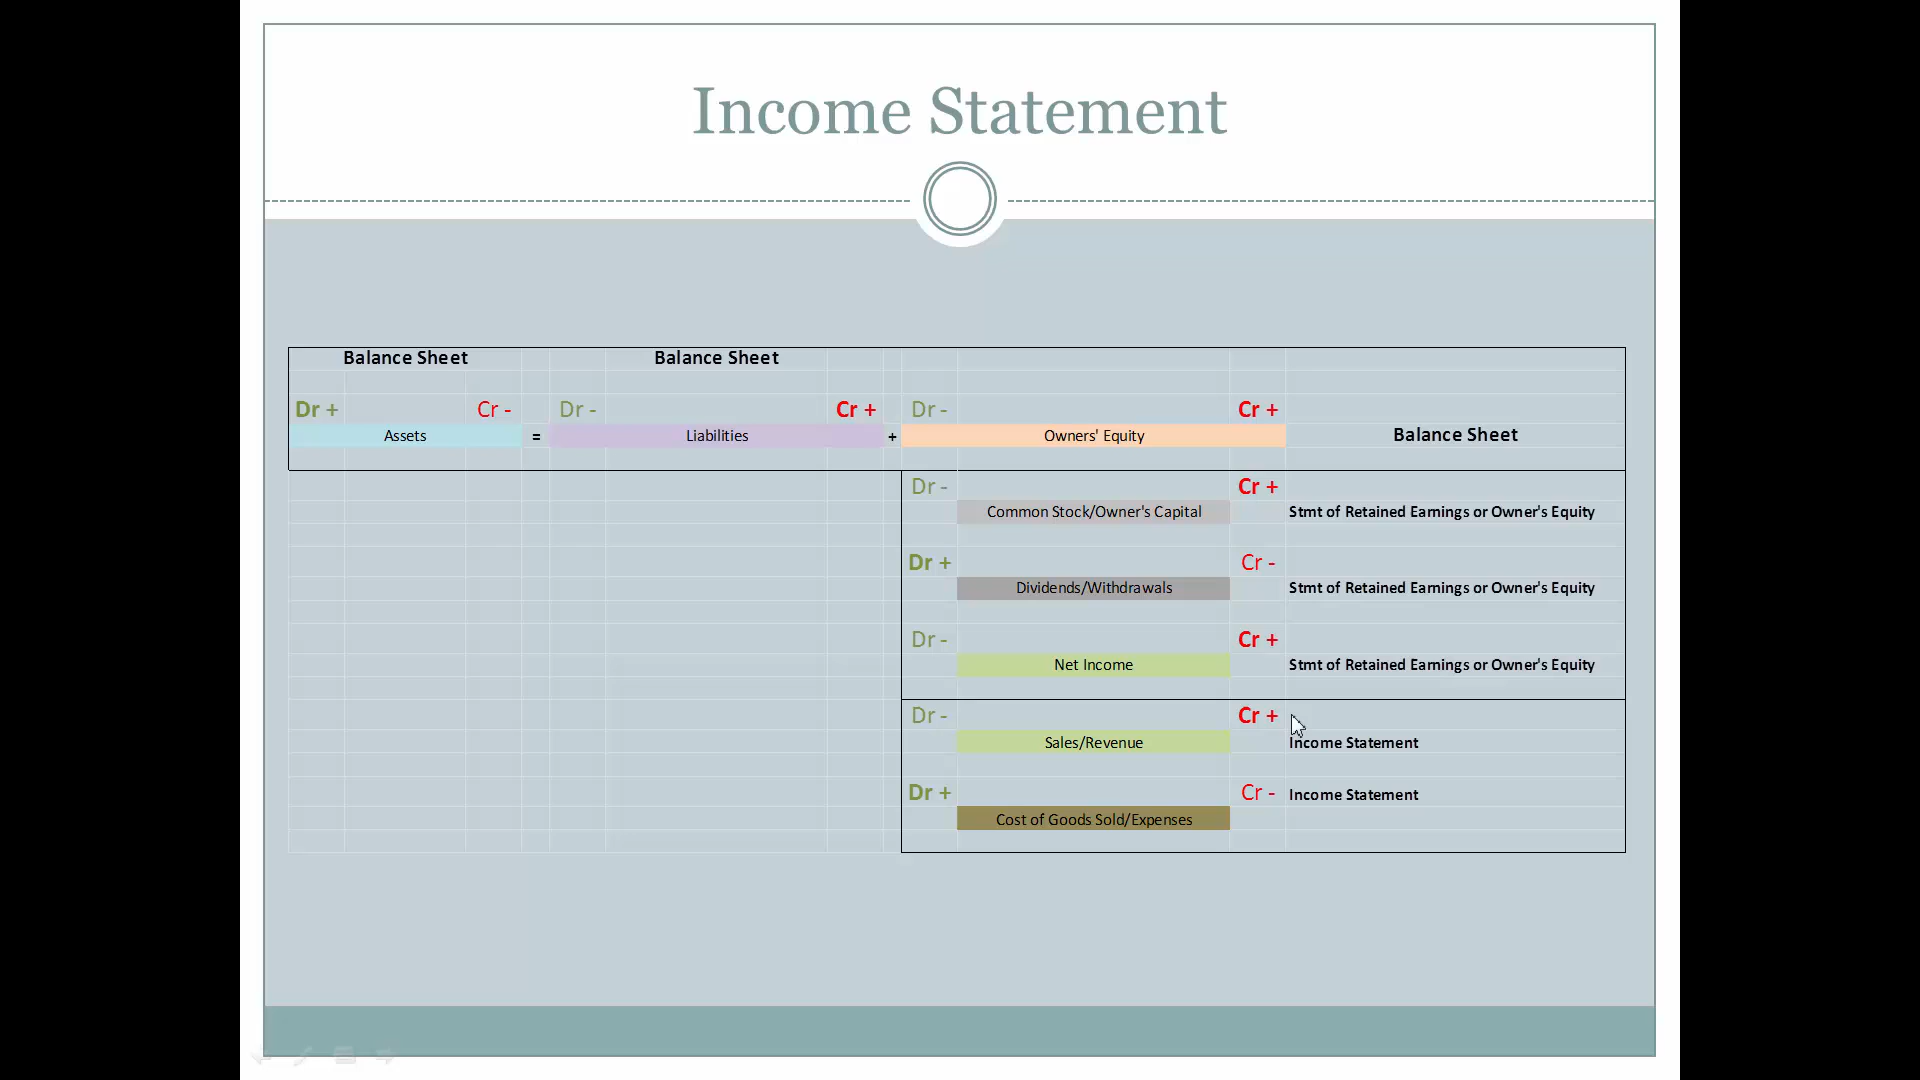 Income Statement
Balance Sheet Balance Sheet
Dr + Cr - Dr - Cr + Dr - Cr +
Assets = Liabilities + Owners' Equity Balance Sheet
Dr - Cr +
Common Stock/Owner's Capital Stmt of Retained Earnings or Owner's Equity
Dr + Cr -
Dividends/Withdrawals Stmt of Retained Earnings or Owner's Equity
Dr - Cr +
Net Income Stmt of Retained Earnings or Owner's Equity
Dr - Cr +
Sales/Revenue Income Statement
Dr + Cr - Income Statement
Cost of Goods Sold/Expenses